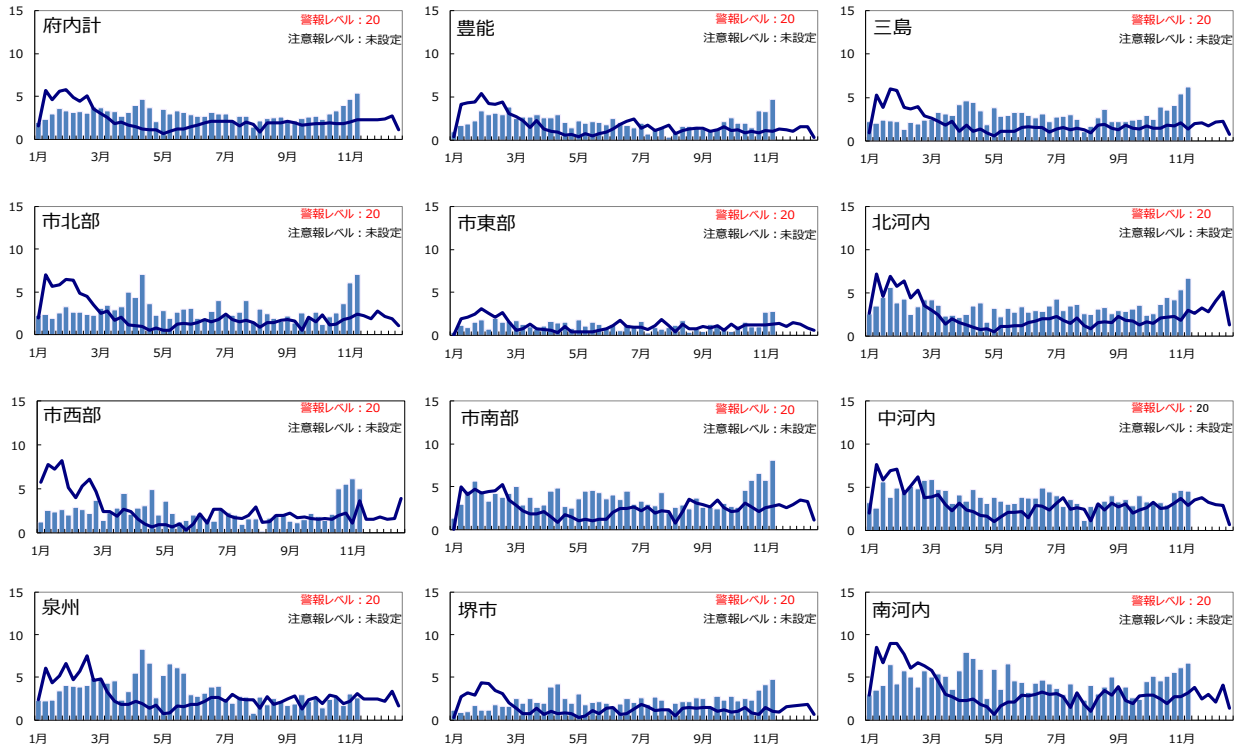 府内計
警報レベル：20
注意報レベル：未設定
15
10
5
0
1月 3月 5月 7月 9月 11月
豊能
警報レベル：20
注意報レベル：未設定
15
10
5
0
1月 3月 5月 7月 9月 11月
三島
警報レベル：20
注意報レベル：未設定
15
10
5
0
1月 3月 5月 7月 9月 11月
市北部
警報レベル：20
注意報レベル：未設定
15
10
5
0
1月 3月 5月 7月 9月 11月
市東部
警報レベル：20
注意報レベル：未設定
15
10
5
0
1月 3月 5月 7月 9月 11月
北河内
警報レベル：20
注意報レベル：未設定
15
10
5
0
1月 3月 5月 7月 9月 11月
市西部
警報レベル：20
注意報レベル：未設定
15
10
5
0
1月 3月 5月 7月 9月 11月
市南部
警報レベル：20
注意報レベル：未設定
15
10
5
0
1月 3月 5月 7月 9月 11月
中河内
警報レベル：20
注意報レベル：未設定
15
10
5
0
1月 3月 5月 7月 9月 11月
泉州
警報レベル：20
注意報レベル：未設定
15
10
5
0
1月 3月 5月 7月 9月 11月
堺市
警報レベル：20
注意報レベル：未設定
15
10
5
0
1月 3月 5月 7月 9月 11月
南河内
警報レベル：20
注意報レベル：未設定
15
10
5
0
1月 3月 5月 7月 9月 11月